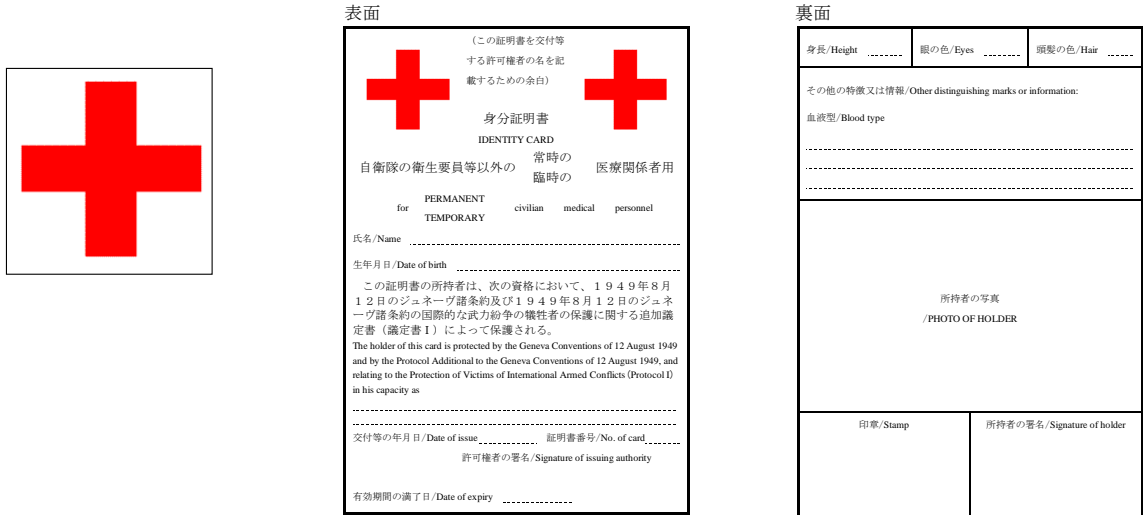 表面
(この証明書を交付等
する許可権者の名を記
載するための余白)
身分証明書
IDENTITY CARD
自衛隊の衛生要員等以外の 常時の 臨時の 医療関係者用
for PERMANENT TEMPORARY civilian medical personnel
氏名/Name
生年月日/Date of birth
この証明書の所持者は、次の資格において、1949年8月
12日のジュネーヴ諸条約及び1949年8月12日のジュネ
ーヴ諸条約の国際的な武力紛争の犠牲者の保護に関する追加議
定書(議定書Ⅰ)によって保護される。
The holder of this card is protected by the Geneva Conventions of 12 August 1949
and by the Protocol Additional to the Geneva Conventions of 12 August 1949, and
relating to the Protection of Victims of International Armed Conflicts (Protocol I)
in his capacity as
交付等の年月日/Date of issue 証明書番号/No. of card
許可権者の署名/Signature of issuing authority
有効期間の満了日/Date of expiry
裏面
身長/Height 眼の色/Eyes 頭髪の色/Hair
その他の特徴又は情報/Other distinguishing marks or information:
血液型/Blood type
所持者の写真
/PHOTO OF HOLDER
印章/Stamp 所持者の署名/Signature of holder